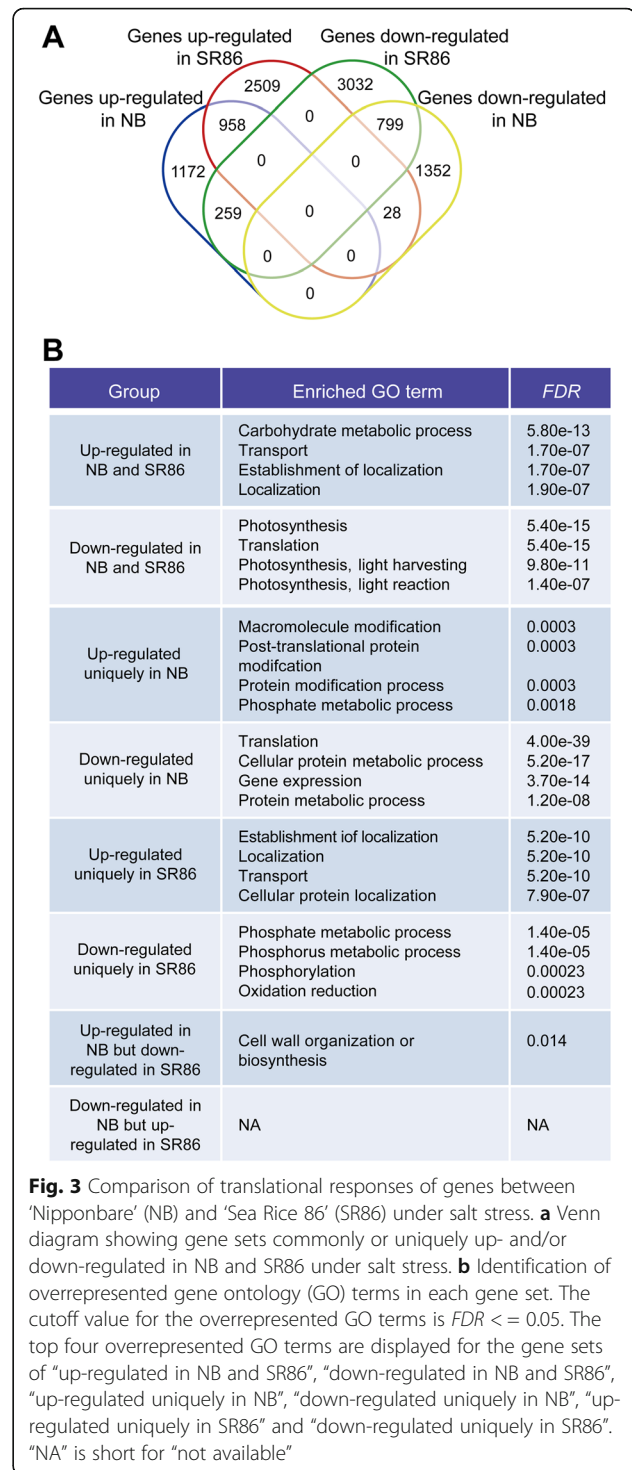 A
Genes up-regulated
in SR86
Genes down-regulated
in SR86
Genes up-regulated
in NB
Genes down-regulated
in NB
2509
3032
958
0
799
1172
0
0
1352
259
0
28
0
0
0
B
Group Enriched GO term FDR
Up-regulated in
NB and SR86
Carbohydrate metabolic process 5.80e-13
Transport 1.70e-07
Establishment of localization 1.70e-07
Localization 1.90e-07
Down-regulated in
NB and SR86
Photosynthesis 5.40e-15
Translation 5.40e-15
Photosynthesis, light harvesting 9.80e-11
Photosynthesis, light reaction 1.40e-07
Up-regulated
uniquely in NB
Macromolecule modification 0.0003
Post-translational protein 0.0003
modifcation
Protein modification process 0.0003
Phosphate metabolic process 0.0018
Down-regulated
uniquely in NB
Translation 4.00e-39
Cellular protein metabolic process 5.20e-17
Gene expression 3.70e-14
Protein metabolic process 1.20e-08
Up-regulated
uniquely in SR86
Establishment iof localization 5.20e-10
Localization 5.20e-10
Transport 5.20e-10
Cellular protein localization 7.90e-07
Down-regulated
uniquely in SR86
Phosphate metabolic process 1.40e-05
Phosphorus metabolic process 1.40e-05
Phosphorylation 0.00023
Oxidation reduction 0.00023
Up-regulated in
NB but down-
regulated in SR86
Cell wall organization or
biosynthesis
0.014
Down-regulated in
NB but up-
regulated in SR86
NA NA
Fig. 3 Comparison of translational responses of genes between
‘Nipponbare’ (NB) and ‘Sea Rice 86’ (SR86) under salt stress. a Venn
diagram showing gene sets commonly or uniquely up- and/or
down-regulated in NB and SR86 under salt stress. b Identification of
overrepresented gene ontology (GO) terms in each gene set. The
cutoff value for the overrepresented GO terms is FDR < = 0.05. The
top four overrepresented GO terms are displayed for the gene sets
of “up-regulated in NB and SR86”, “down-regulated in NB and SR86”,
“up-regulated uniquely in NB”, “down-regulated uniquely in NB”, “up-
regulated uniquely in SR86” and “down-regulated uniquely in SR86”.
“NA” is short for “not available”